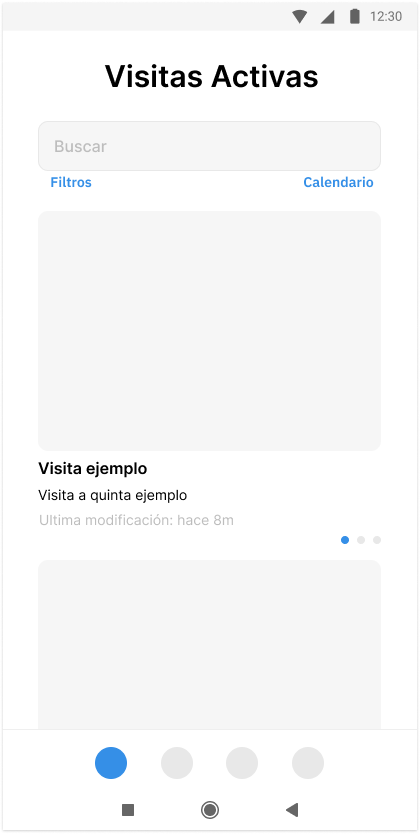 12:30
Visitas Activas
Buscar
Filtros Calendario
Visita ejemplo
Visita a quinta ejemplo
Ultima modificación: hace 8m